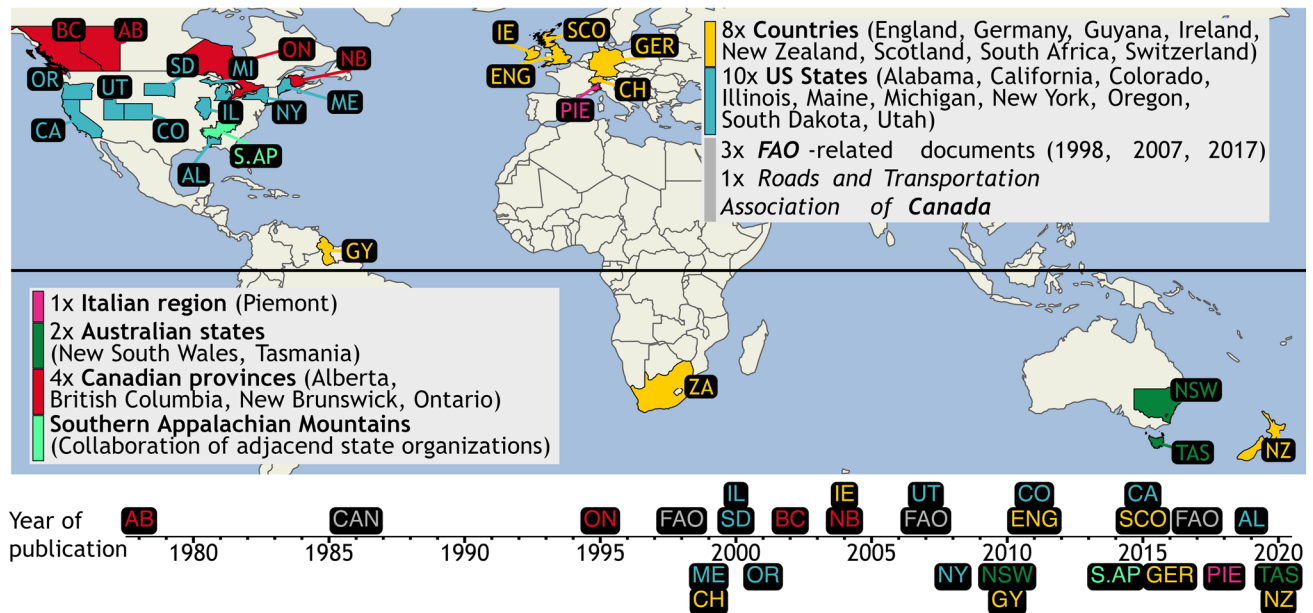 BC
AB
IE
SCO
ON
SD
MI
NB
OR
UT
GER
ENG
CH
IL
NY
ME
PIE
CA
CO
S.AP
AL
8x Countries (England, Germany, Guyana, Ireland,
New Zealand, Scotland, South Africa, Switzerland)
10x US States (Alabama, California, Colorado,
Illinois, Maine, Michigan, New York, Oregon,
South Dakota, Utah)
3x FAO -related documents (1998, 2007, 2017)
1x Roads and Transportation
Association of Canada
GY
1x Italian region (Piemont)
2x Australian states
(New South Wales, Tasmania)
4x Canadian provinces (Alberta,
British Columbia, New Brunswick, Ontario)
Southern Appalachian Mountains
(Collaboration of adjacend state organizations)
ZA
NSW
TAS
NZ
IL IE UT CO CA
Year of
publication
AB CAN ON FAO SD BC NB FAO ENG SCO FAO AL
1980 1985 1990 1995 2000 2005 2010 2015 2020
ME OR NY NSW S.AP GER PIE TAS
CH GY NZ